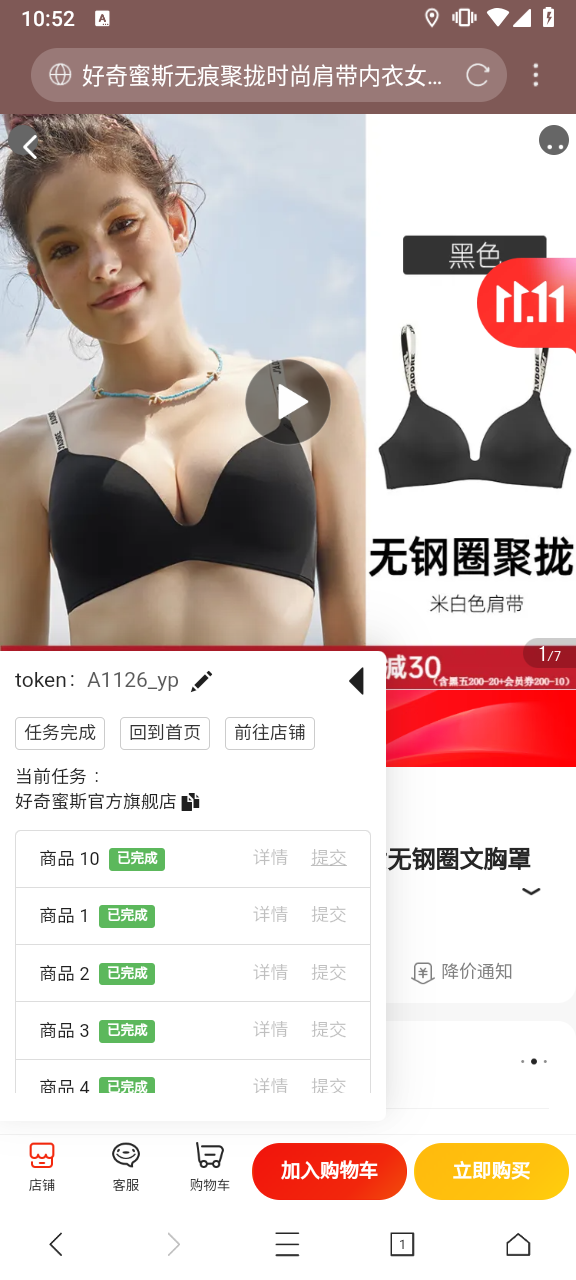 10:52
A
好奇蜜斯无痕聚拢时尚肩带内衣女...
黑色
11.11
J'ADORE
无钢圈聚拢
米白色肩带
1/7
减30
(含黑五200-20+会员券200-10)
token: A1126_yp
任务完成 回到首页 前往店铺
当前任务：
好奇蜜斯官方旗舰店
商品 10 已完成 详情 提交
商品 1 已完成 详情 提交
商品 2 已完成 详情 提交
商品 3 已完成 详情 提交
商品 4 已完成 详情 提交
无钢圈文胸罩
降价通知
店铺 客服 购物车 加入购物车 立即购买
1